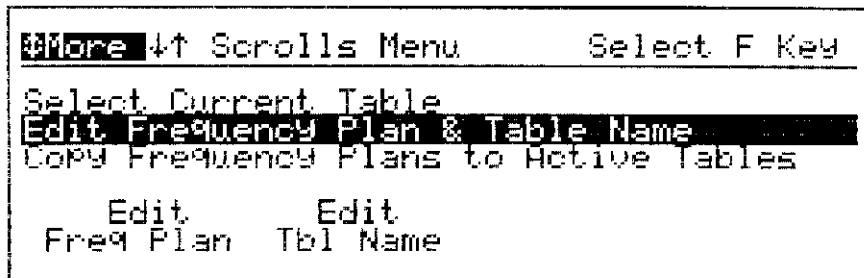 ⇕More ↓↑ Scrolls Menu Select F Key
Select Current Table
Edit Frequency Plan & Table Name
Copy Frequency Plans to Active Tables
Edit Edit
Freq Plan Tbl Name